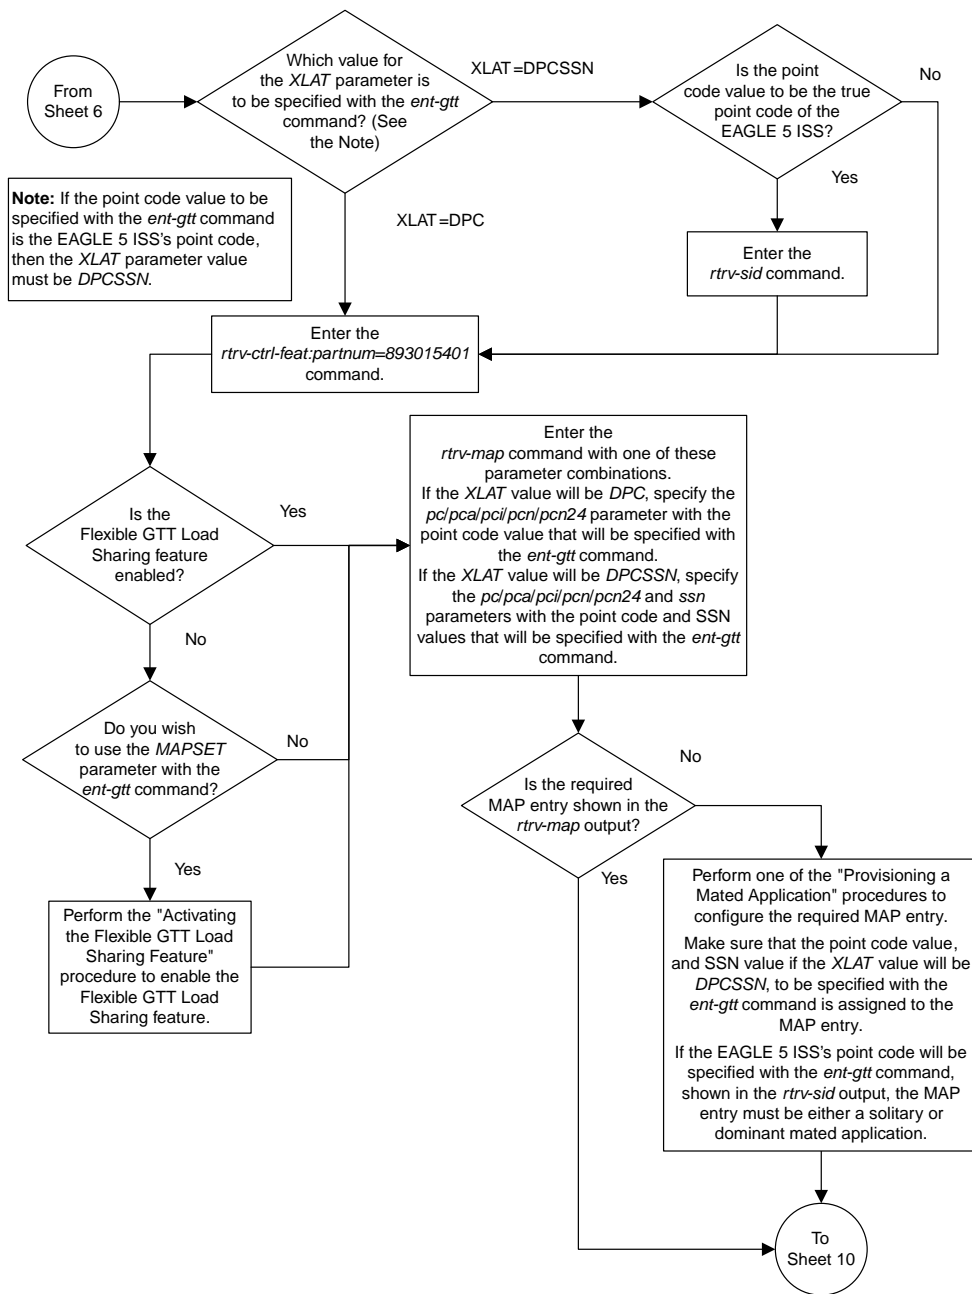 From
Sheet 6
Which value for
the XLAT parameter is
to be specified with the ent-gtt
command? (See
the Note)
XLAT=DPCSSN
Is the point
code value to be the true
point code of the
EAGLE 5 ISS?
No
Yes
Note: If the point code value to be
specified with the ent-gtt command
is the EAGLE 5 ISS's point code,
then the XLAT parameter value
must be DPCSSN.
XLAT=DPC
Enter the
rtrv-sid command.
Enter the
rtrv-ctrl-feat:partnum=893015401
command.
Is the
Flexible GTT Load
Sharing feature
enabled?
Yes
No
Enter the
rtrv-map command with one of these
parameter combinations.
If the XLAT value will be DPC, specify the
pc/pca/pci/pcn/pcn24 parameter with the
point code value that will be specified with
the ent-gtt command.
If the XLAT value will be DPCSSN, specify
the pc/pca/pci/pcn/pcn24 and ssn
parameters with the point code and SSN
values that will be specified with the ent-gtt
command.
Do you wish
to use the MAPSET
parameter with the
ent-gtt command?
No
Yes
Perform the "Activating
the Flexible GTT Load
Sharing Feature"
procedure to enable the
Flexible GTT Load
Sharing feature.
Is the required
MAP entry shown in the
rtrv-map output?
No
Yes
Perform one of the "Provisioning a
Mated Application" procedures to
configure the required MAP entry.
Make sure that the point code value,
and SSN value if the XLAT value will be
DPCSSN, to be specified with the
ent-gtt command is assigned to the
MAP entry.
If the EAGLE 5 ISS's point code will be
specified with the ent-gtt command,
shown in the rtrv-sid output, the MAP
entry must be either a solitary or
dominant mated application.
To
Sheet 10